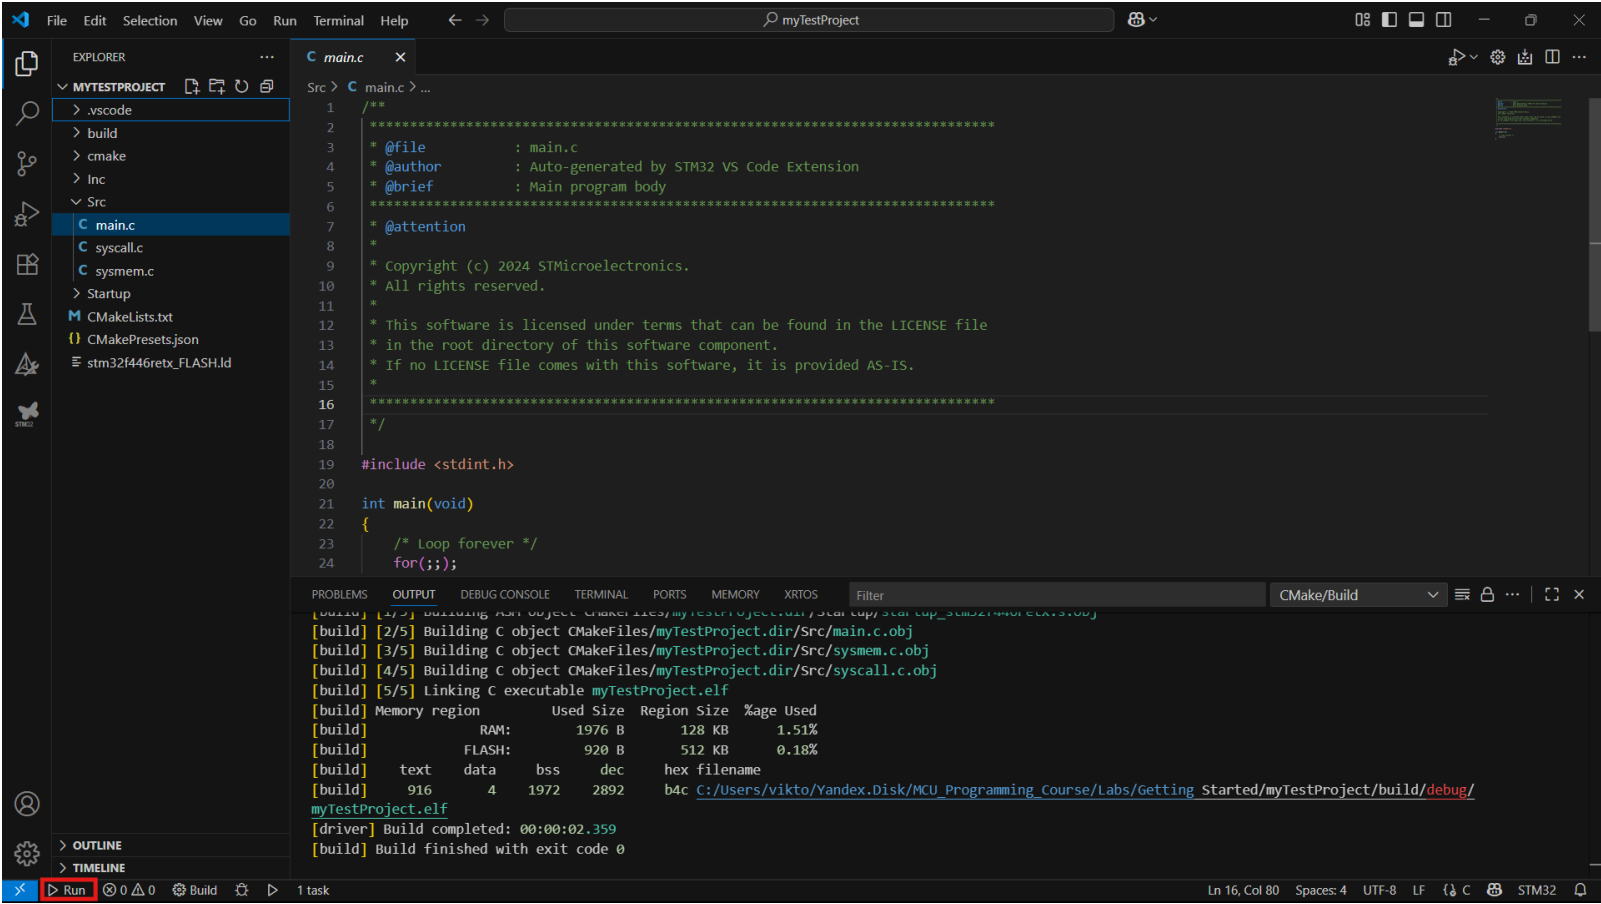 File Edit Selection View Go Run Terminal Help
myTestProject
EXPLORER
MYTESTPROJECT
.vscode
build
cmake
Inc
Src
C main.c
C syscall.c
C sysmem.c
Startup
M CMakeLists.txt
{} CMakePresets.json
stm32f446retx_FLASH.ld
OUTLINE
TIMELINE
STM32
C main.c
Src > C main.c > ...
1 /**
2 ******************************************************************************
3 * @file : main.c
4 * @author : Auto-generated by STM32 VS Code Extension
5 * @brief : Main program body
6 ******************************************************************************
7 * @attention
8 *
9 * Copyright (c) 2024 STMicroelectronics.
10 * All rights reserved.
11 *
12 * This software is licensed under terms that can be found in the LICENSE file
13 * in the root directory of this software component.
14 * If no LICENSE file comes with this software, it is provided AS-IS.
15 *
16 ******************************************************************************
17 */
18
19 #include <stdint.h>
20
21 int main(void)
22 {
23 /* Loop forever */
24 for(;;);
PROBLEMS OUTPUT DEBUG CONSOLE TERMINAL PORTS MEMORY XRTOS
Filter
CMake/Build
[build] [1/5] Building ASM object CMakeFiles/myTestProject.dir/Startup/startup_stm32f446retx.s.obj
[build] [2/5] Building C object CMakeFiles/myTestProject.dir/Src/main.c.obj
[build] [3/5] Building C object CMakeFiles/myTestProject.dir/Src/sysmem.c.obj
[build] [4/5] Building C object CMakeFiles/myTestProject.dir/Src/syscall.c.obj
[build] [5/5] Linking C executable myTestProject.elf
[build] Memory region Used Size Region Size %age Used
[build] RAM: 1976 B 128 KB 1.51%
[build] FLASH: 920 B 512 KB 0.18%
[build] text data bss dec hex filename
[build] 916 4 1972 2892 b4c C:/Users/vikto/Yandex.Disk/MCU_Programming_Course/Labs/Getting Started/myTestProject/build/debug/
myTestProject.elf
[driver] Build completed: 00:00:02.359
[build] Build finished with exit code 0
Run 0 0 Build 1 task
Ln 16, Col 80 Spaces: 4 UTF-8 LF C STM32